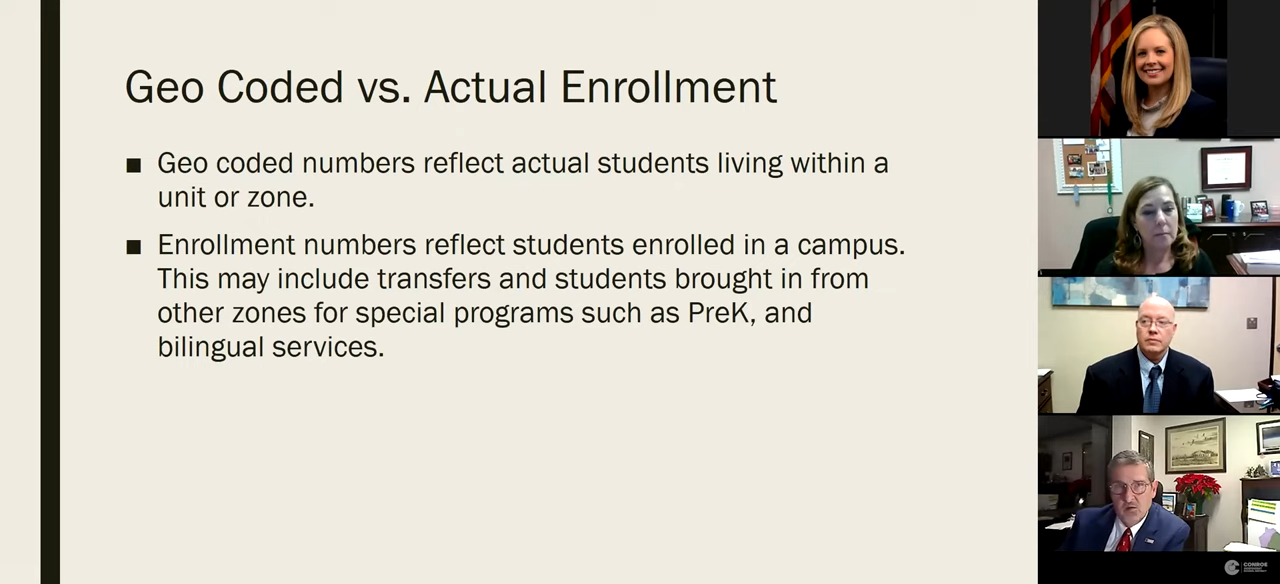 Geo Coded vs. Actual Enrollment
■ Geo coded numbers reflect actual students living within a
unit or zone.
■ Enrollment numbers reflect students enrolled in a campus.
This may include transfers and students brought in from
other zones for special programs such as PreK, and
bilingual services.
CONROE